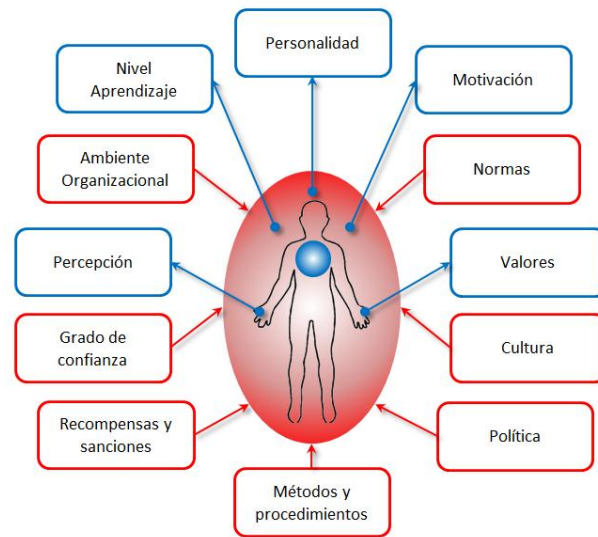 Personalidad
Nivel
Aprendizaje
Motivación
Ambiente
Organizacional
Normas
Percepción
Valores
Grado de
confianza
Cultura
Recompensas y
sanciones
Política
Métodos y
procedimientos